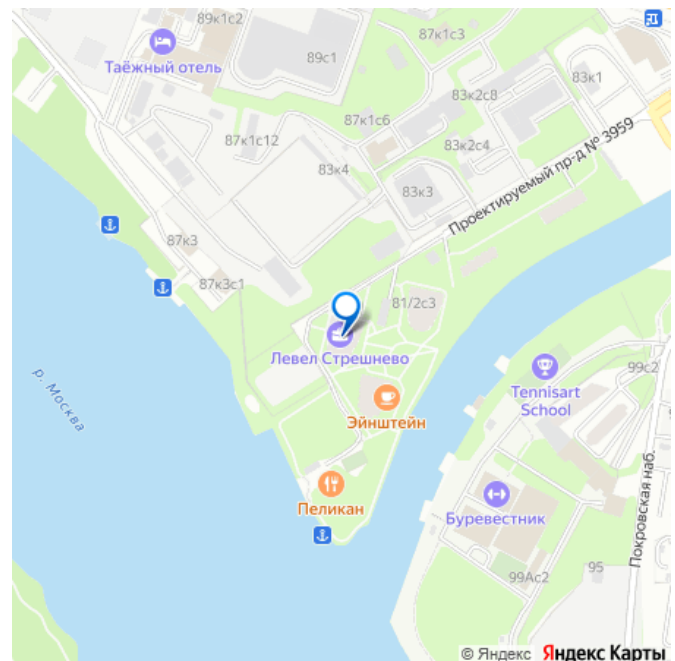 89к1с2
87к1с3
Таёжный отель
89с1
83к1
83к2с8
87к1с6
87к1с12
83к2с4
83к4
83к3
Проектируемый пр-д № 3959
87к3
87к3с1
81/2с3
Левел Стрешнево
р. Москва
99с2
Tennisart
School
Эйнштейн
Пеликан
Буревестник
Покровская наб.
99Ас2
95
© Яндекс Яндекс Карты